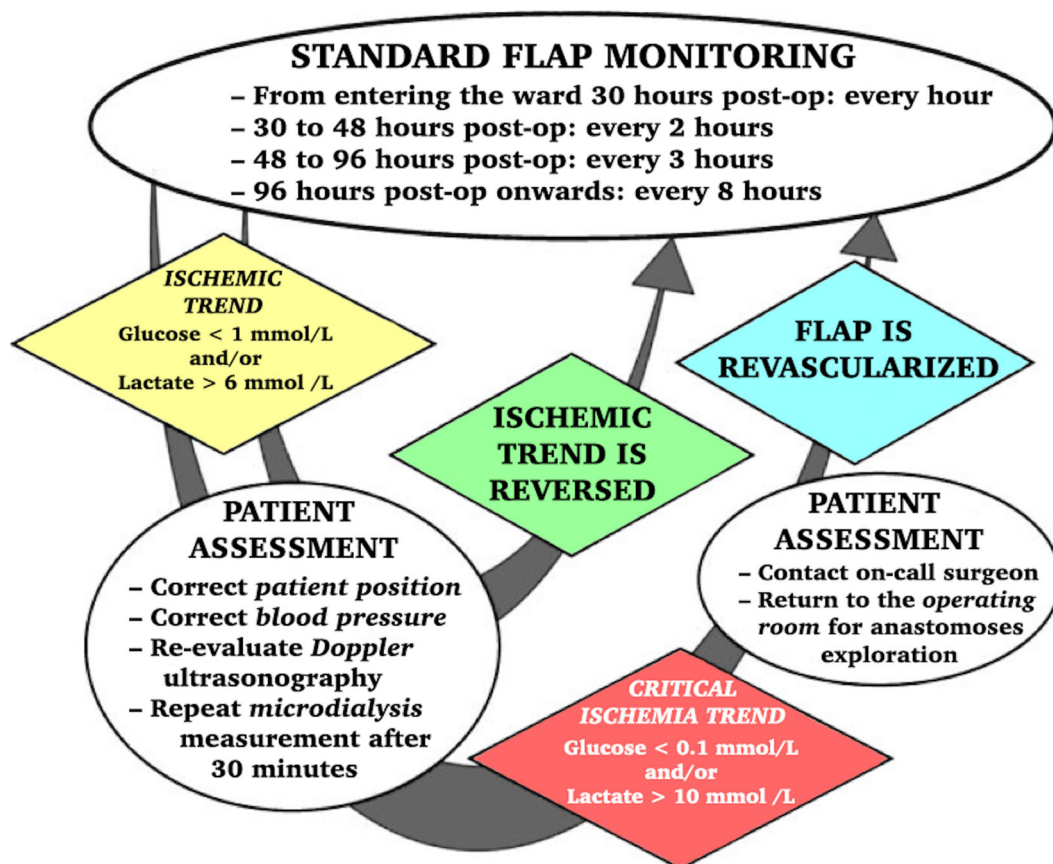 STANDARD FLAP MONITORING
– From entering the ward 30 hours post-op: every hour
– 30 to 48 hours post-op: every 2 hours
– 48 to 96 hours post-op: every 3 hours
– 96 hours post-op onwards: every 8 hours
ISCHEMIC
TREND
Glucose < 1 mmol/L
and/or
Lactate > 6 mmol /L
FLAP IS
REVASCULARIZED
ISCHEMIC
TREND IS
REVERSED
PATIENT
ASSESSMENT
– Correct patient position
– Correct blood pressure
– Re-evaluate Doppler
ultrasonography
– Repeat microdialysis
measurement after
30 minutes
PATIENT
ASSESSMENT
– Contact on-call surgeon
– Return to the operating
room for anastomoses
exploration
CRITICAL
ISCHEMIA TREND
Glucose < 0.1 mmol/L
and/or
Lactate > 10 mmol /L